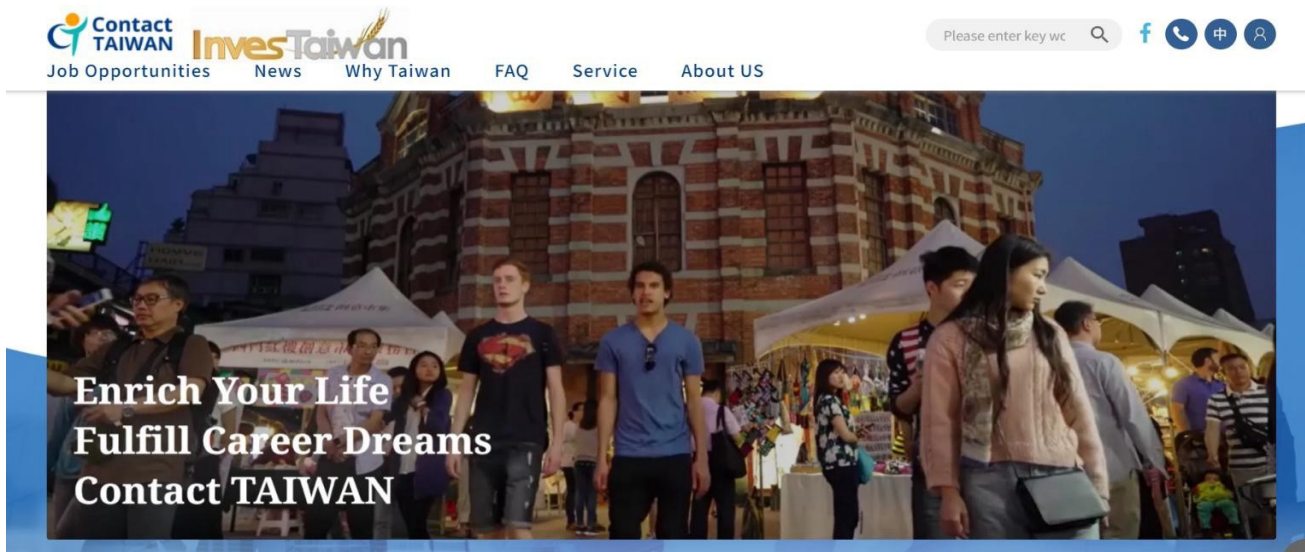 Contact
TAIWAN
InvesTaiwan
Please enter key wc
f
中
Job Opportunities
News
Why Taiwan
FAQ
Service
About US
Enrich Your Life
Fulfill Career Dreams
Contact TAIWAN